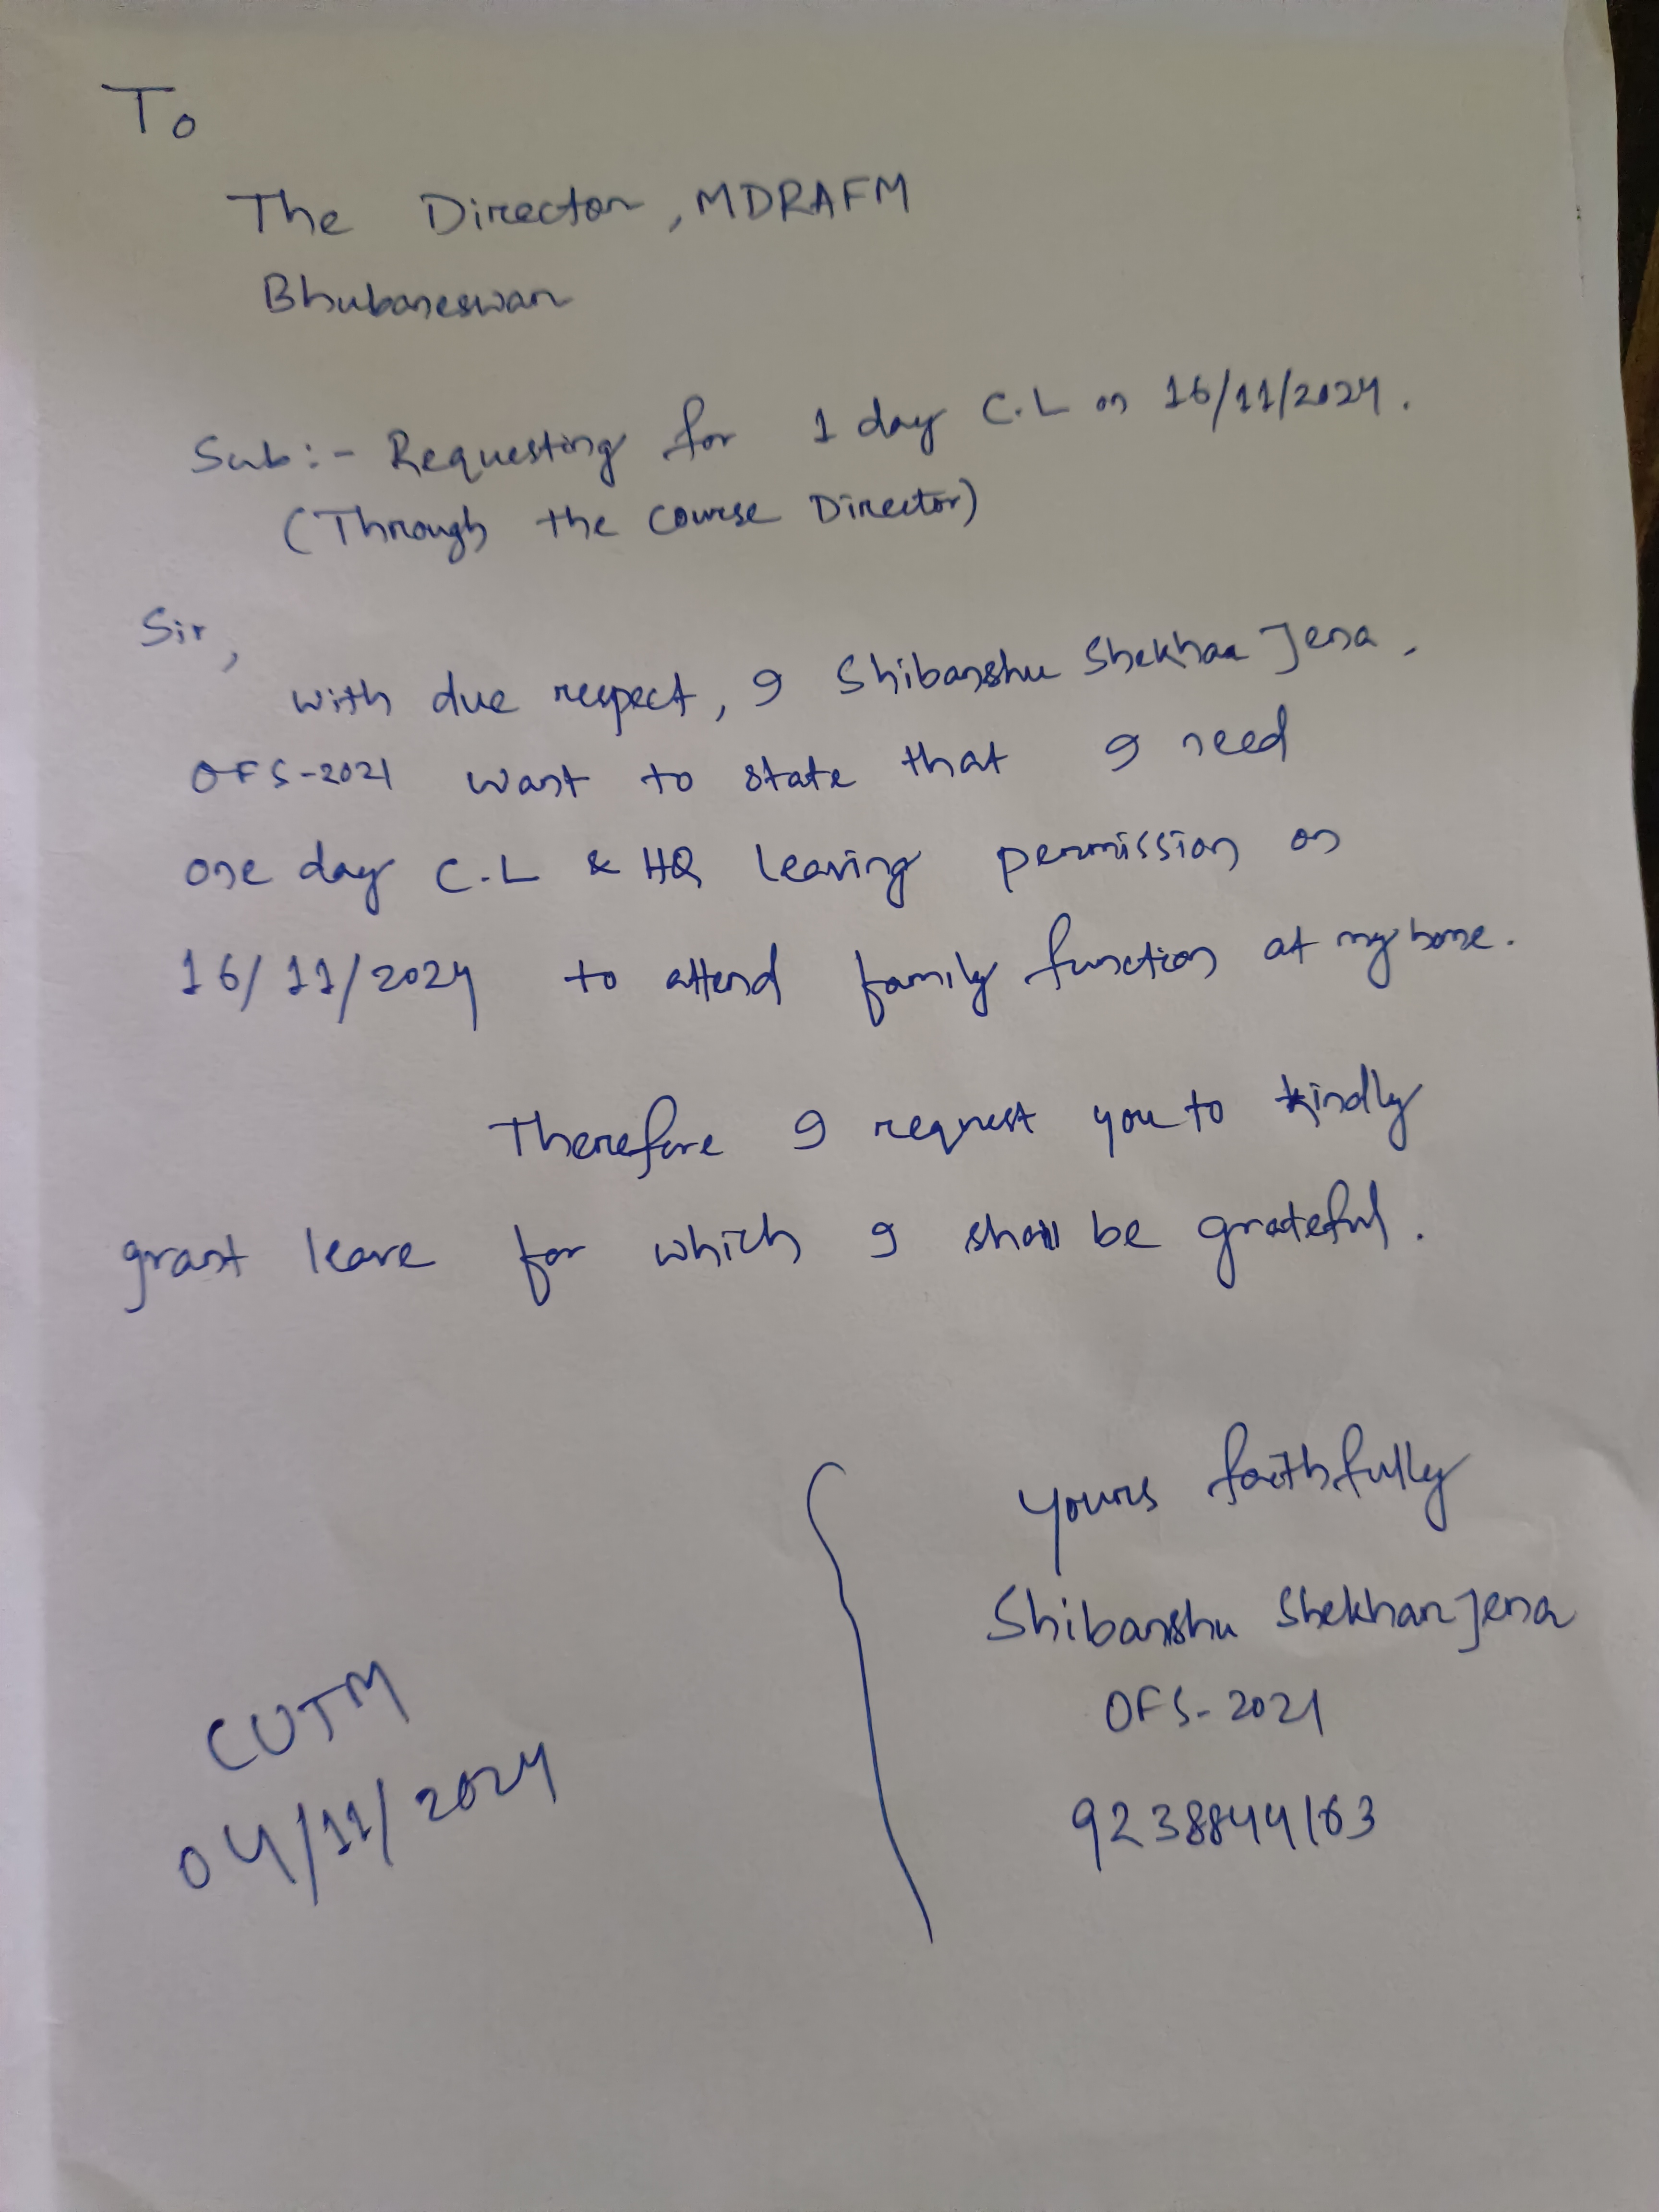 To
The Director, MDRAFM
Bhubaneswar
Sub:- Requesting for 1 day C.L on 16/11/2024.
(Through the course Director)
Sir,
with due respect, I Shibanshu Shekhar Jena,
OFS-2021 want to state that I need
one day C.L & HQ leaving permission on
16/11/2024 to attend family function at my home.
Therefore I request you to kindly
grant leave for which I shall be grateful.
Yours faithfully
Shibanshu Shekhar Jena
OFS-2021
9238844163
CUTM
04/11/2024